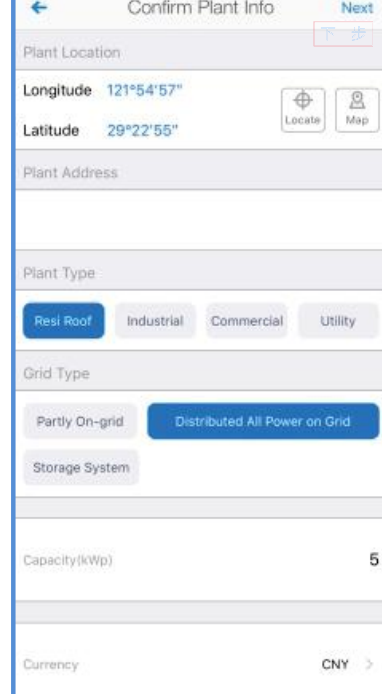 Confirm Plant Info Next
下 步
Plant Location
Longitude 121°54'57"
Latitude 29°22'55"
Locate Map
Plant Address
Plant Type
Resi Roof Industrial Commercial Utility
Grid Type
Partly On-grid Distributed All Power on Grid
Storage System
Capacity(kWp) 5
Currency CNY